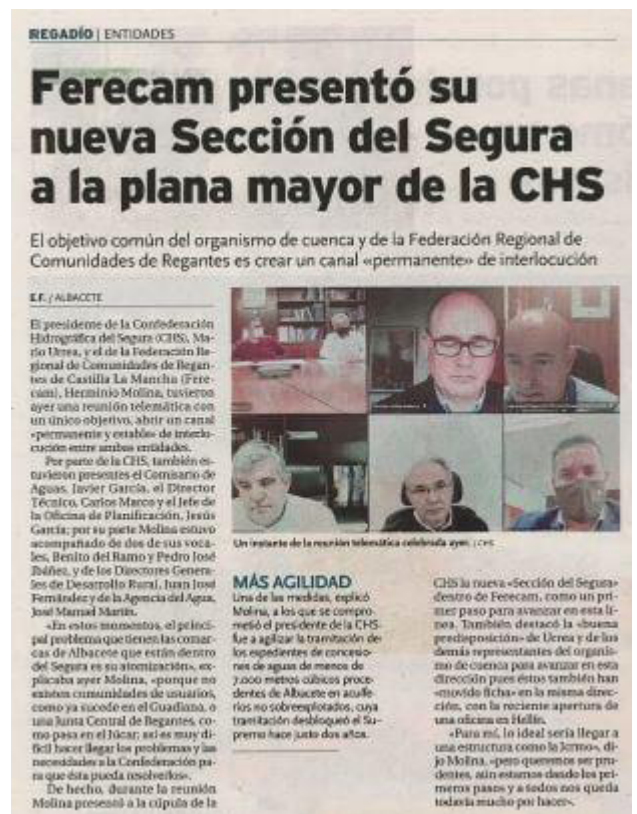 REGADÍO | ENTIDADES
Ferecam presentó su
nueva Sección del Segura
a la plana mayor de la CHS
El objetivo común del organismo de cuenca y de la Federación Regional de
Comunidades de Regantes es crear un canal «permanente» de interlocución
E.F. / ALBACETE
El presidente de la Confederación
Hidrográfica del Segura (CHS), Ma-
rio Urrea, y el de la Federación Re-
gional de Comunidades de Regan-
tes de Castilla La Mancha (Fere-
cam), Herminio Molina, tuvieron
ayer una reunión telemática con
un único objetivo, abrir un canal
«permanente y estable» de interlo-
cución entre ambas entidades.
Por parte de la CHS, también es-
tuvieron presentes el Comisario de
Aguas, Javier García, el Director
Técnico, Carlos Marco y el Jefe de
la Oficina de Planificación, Jesús
García; por su parte Molina estuvo
acompañado de dos de sus voca-
les, Benito del Ramo y Pedro José
Ibáñez, y de los Directores Genera-
les de Desarrollo Rural, Juan José
Fernández y de la Agencia del Agua,
José Manuel Martín.
«En estos momentos, el princi-
pal problema que tienen las comar-
cas de Albacete que están dentro
del Segura es su atomización», ex-
plicaba ayer Molina, «porque no
existen comunidades de usuarios,
como ya sucede en el Guadiana, o
una Junta Central de Regantes, co-
mo pasa en el Júcar, así es muy di-
fícil hacer llegar los problemas y las
necesidades a la Confederación pa-
ra que ésta pueda resolverlos».
De hecho, durante la reunión
Molina presentó a la cúpula de la
Un instante de la reunión telemática celebrada ayer. / CHS
MÁS AGILIDAD
Una de las medidas, explicó
Molina, a los que se compro-
metió el presidente de la CHS
fue a agilizar la tramitación de
los expedientes de concesio-
nes de aguas de menos de
7.000 metros cúbicos proce-
dentes de Albacete en acuífe-
ros no sobreexplotados, cuya
tramitación desbloqueó el Su-
premo hace justo dos años.
CHS la nueva «Sección del Segura»
dentro de Ferecam, como un pri-
mer paso para avanzar en esta lí-
nea. También destacó la «buena
predisposición» de Urrea y de los
demás representantes del organis-
mo de cuenca para avanzar en esta
dirección pues éstos también han
«movido ficha» en la misma direc-
ción, con la reciente apertura de
una oficina en Hellín.
«Para mí, lo ideal sería llegar a
una estructura como la Jcrmo», di-
jo Molina, «pero queremos ser pru-
dentes, aún estamos dando los pri-
meros pasos y a todos nos queda
todavía mucho por hacer».